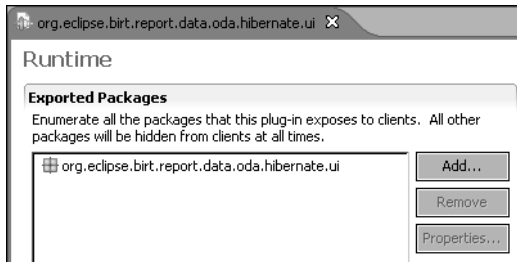 org.eclipse.birt.report.data.oda.hibernate.ui
Runtime
Exported Packages
Enumerate all the packages that this plug-in exposes to clients. All other
packages will be hidden from clients at all times.
org.eclipse.birt.report.data.oda.hibernate.ui
Add...
Remove
Properties...